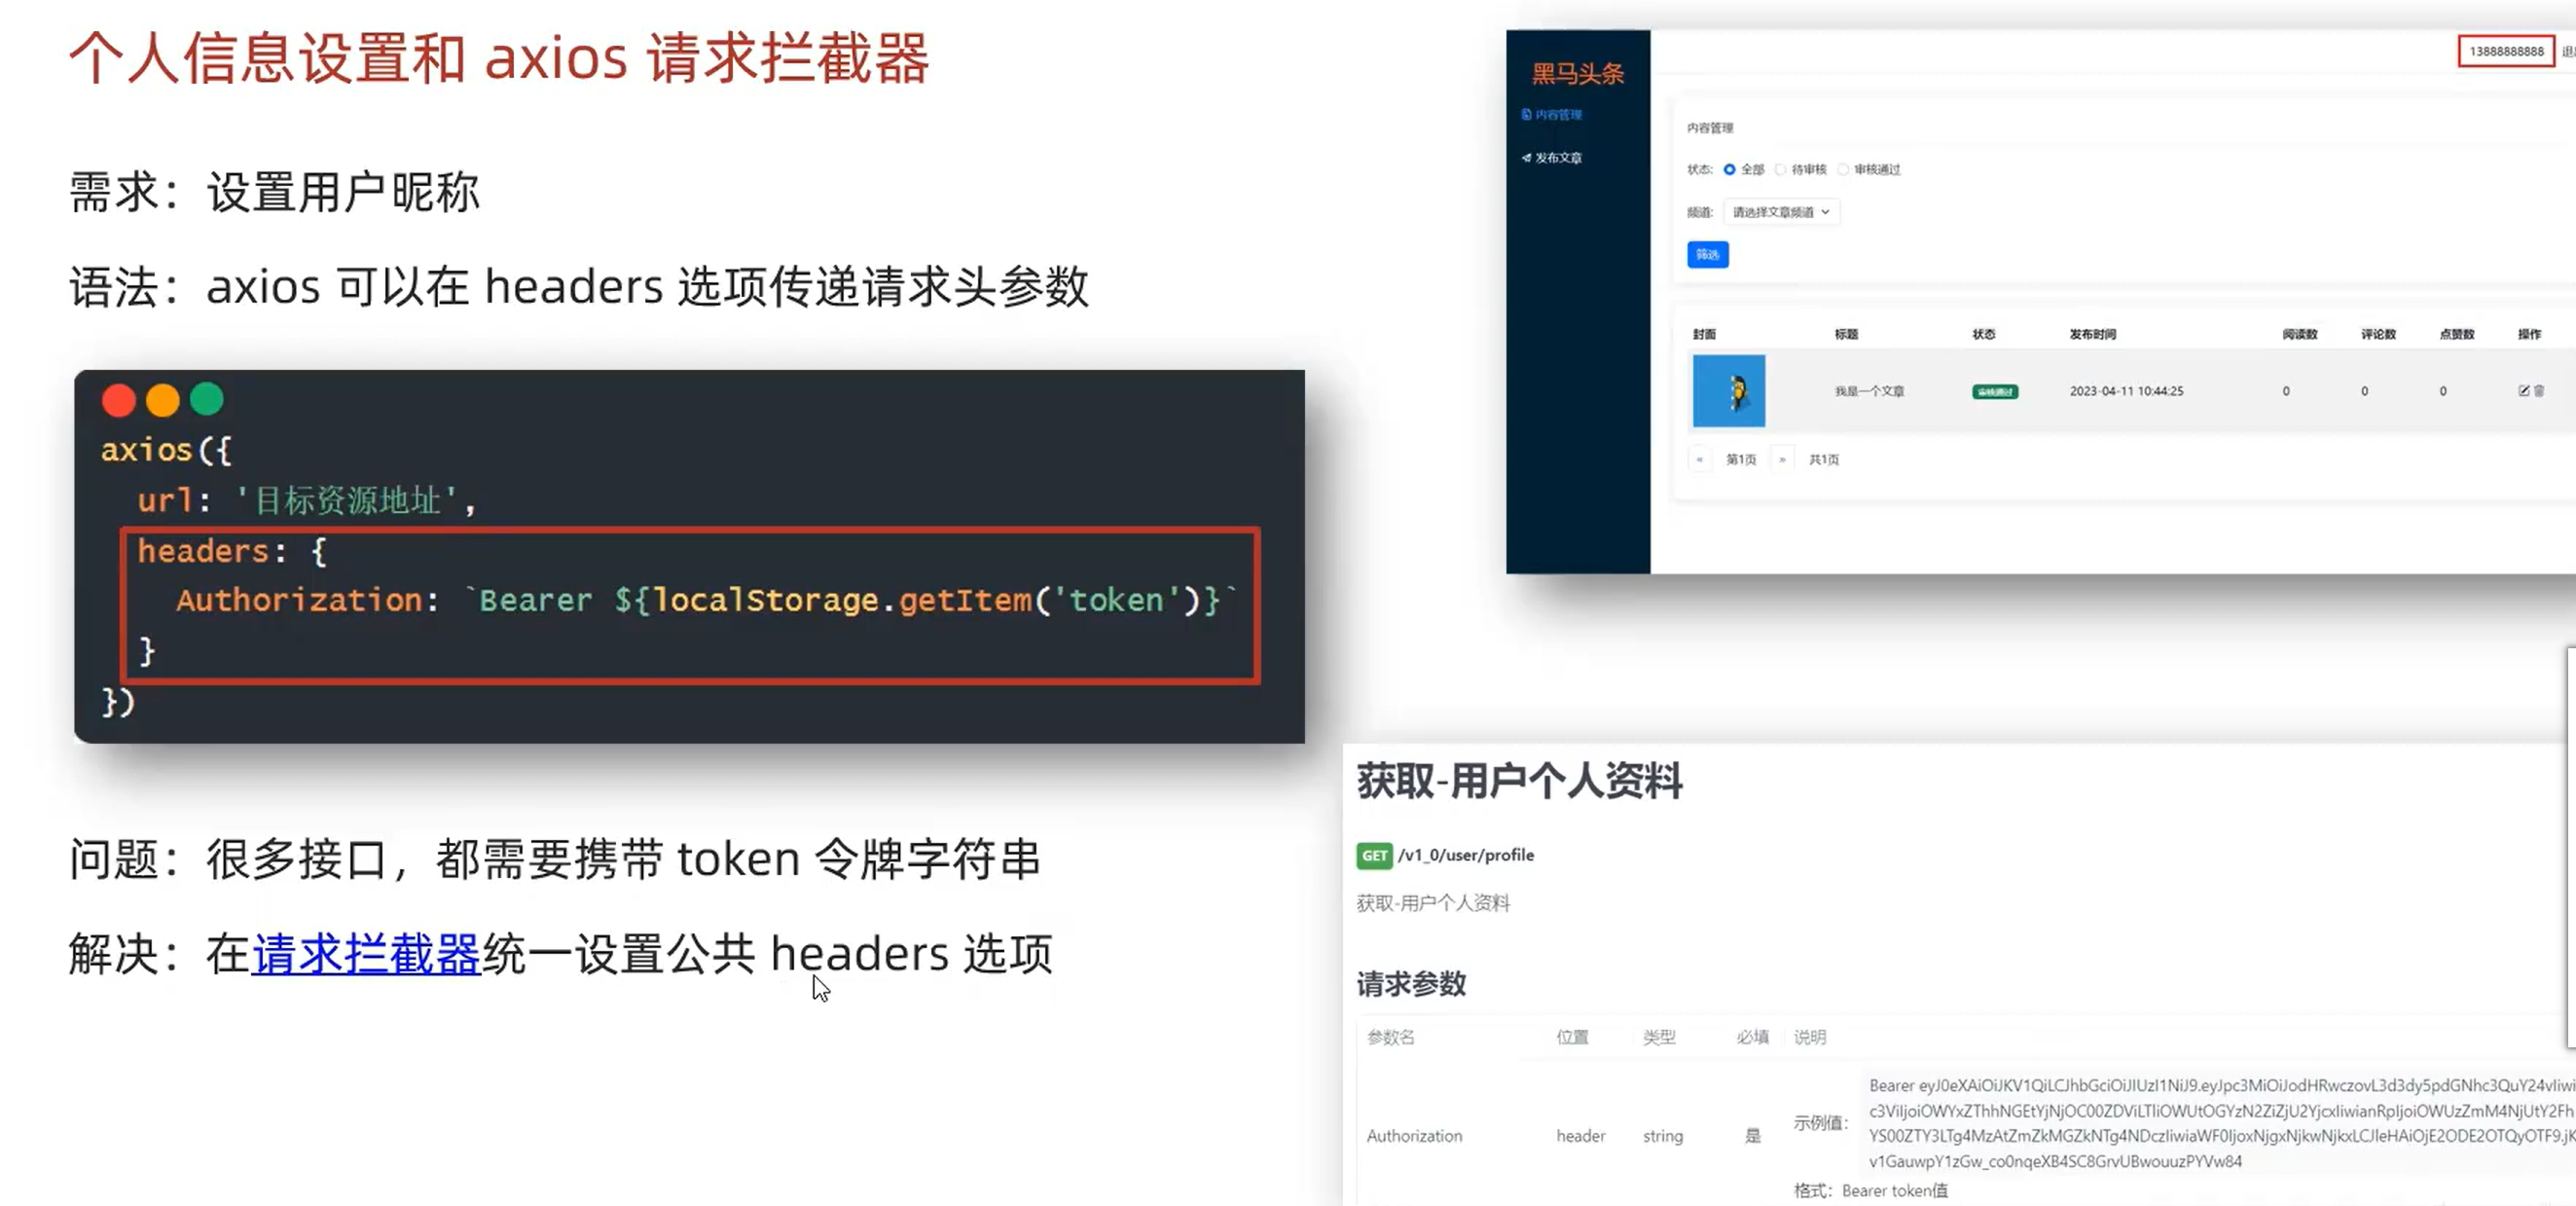 个人信息设置和 axios 请求拦截器
需求：设置用户昵称
语法：axios 可以在 headers 选项传递请求头参数
axios({
url: '目标资源地址',
headers: {
Authorization: `Bearer ${localStorage.getItem('token')}`
}
})
问题：很多接口，都需要携带 token 令牌字符串
解决：在请求拦截器统一设置公共 headers 选项
13888888888
黑马头条
内容管理
发布文章
内容管理
状态: 全部 待审核 审核通过
频道: 请选择文章频道
筛选
封面 标题 状态 发布时间 阅读数 评论数 点赞数 操作
我是一个文章 审核通过 2023-04-11 10:44:25 0 0 0
« 第1页 » 共1页
获取-用户个人资料
GET /v1_0/user/profile
获取-用户个人资料
请求参数
参数名 位置 类型 必填 说明
Authorization header string 是 示例值：
格式：Bearer token值